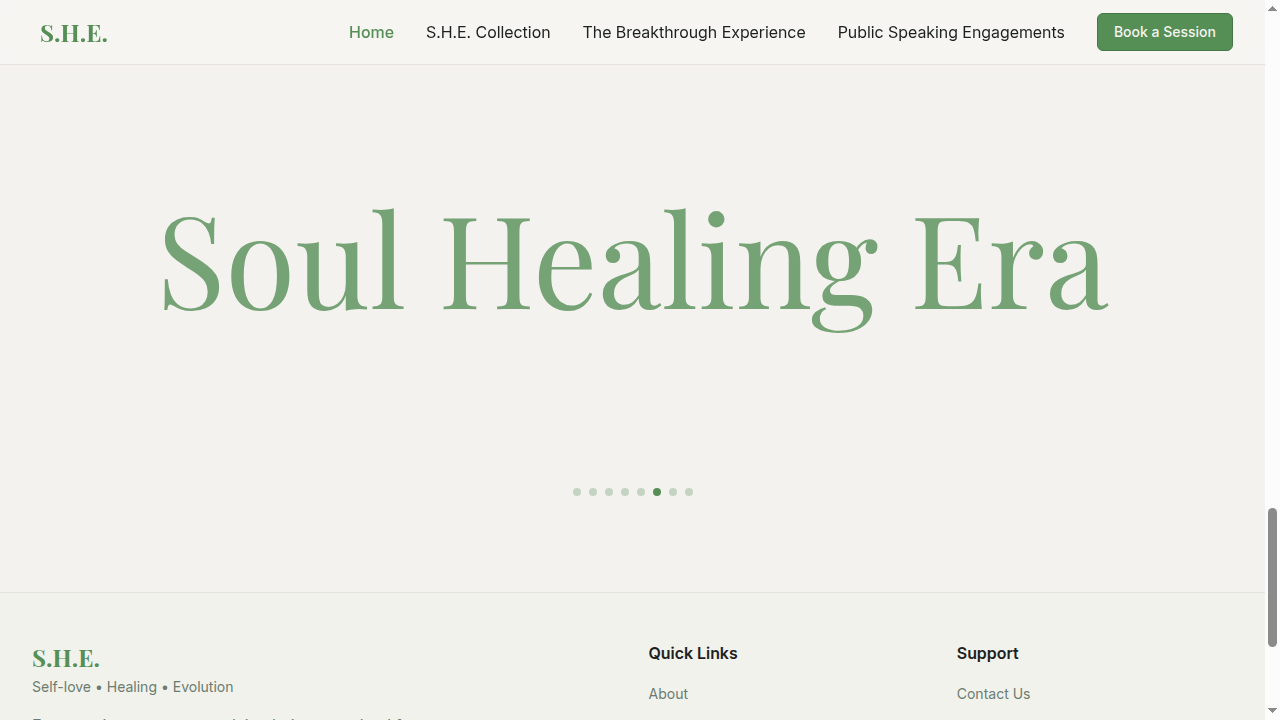 S.H.E.
Home
S.H.E. Collection
The Breakthrough Experience
Public Speaking Engagements
Book a Session
Soul Healing Era
S.H.E.
Self-love • Healing • Evolution
Quick Links
About
Support
Contact Us